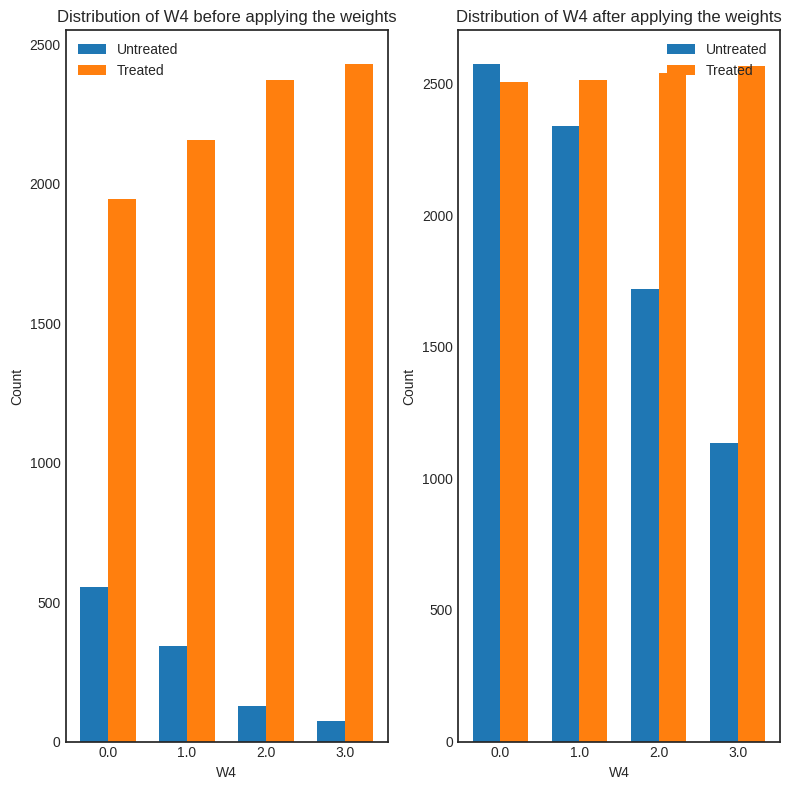 Distribution of W4 before applying the weights
Untreated
Treated
2500
2000
1500
1000
500
0
Count
0.0 1.0 2.0 3.0
W4
Distribution of W4 after applying the weights
Untreated
Treated
2500
2000
1500
1000
500
0
Count
0.0 1.0 2.0 3.0
W4